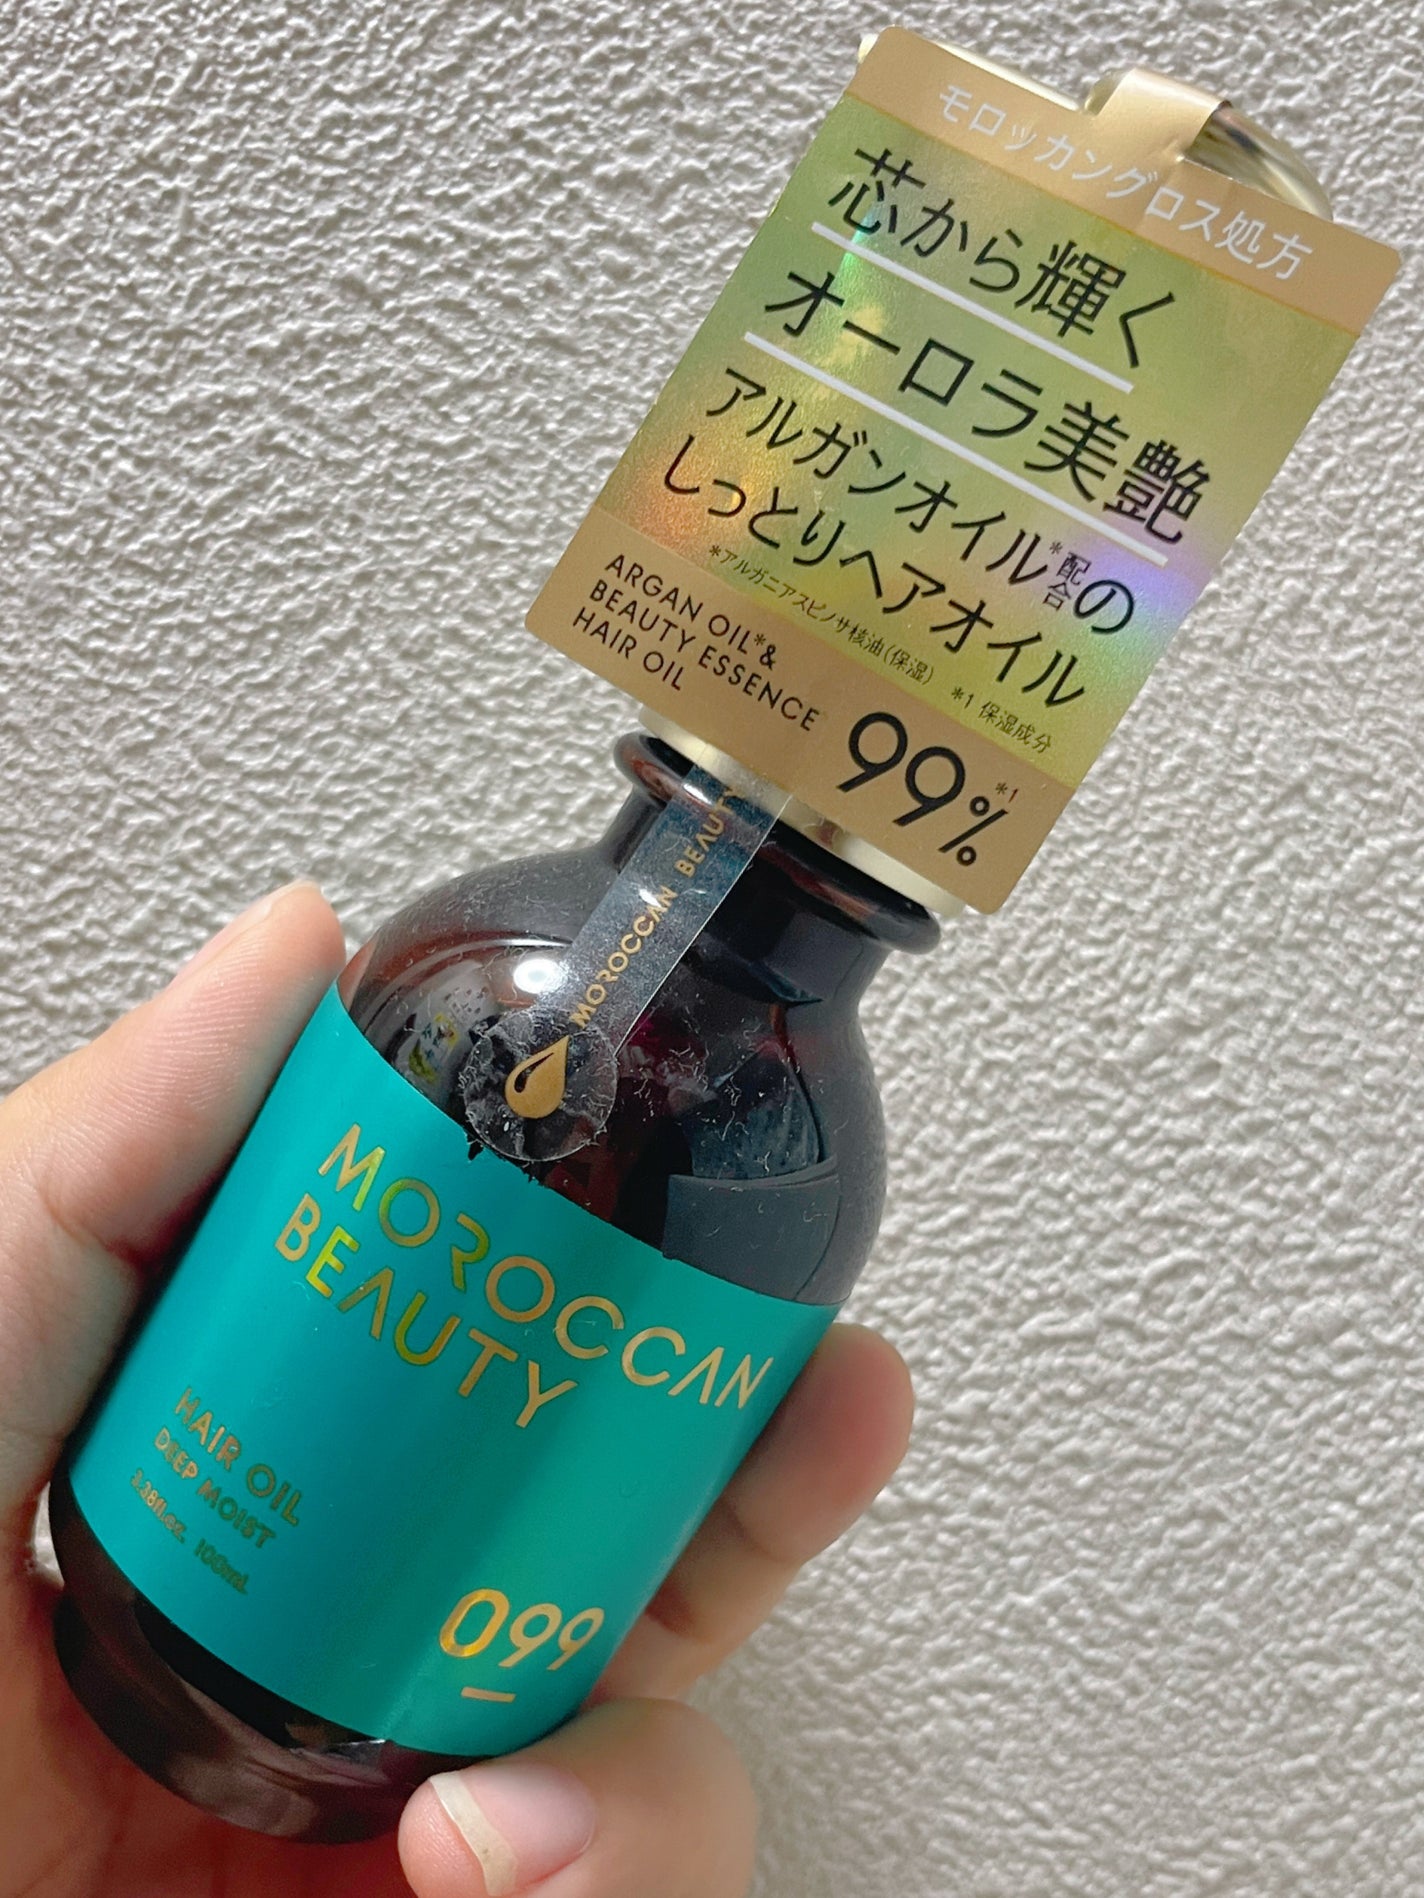 モロッカングロス処方
芯から輝く
オーロラ美艶
アルガンオイル*配合の
しっとりヘアオイル
*アルガニアスピノサ核油(保湿) *1 保湿成分
ARGAN OIL*&
BEAUTY ESSENCE
HAIR OIL
99%*1
MOROCCAN BEAUTY
MOROCCAN
BEAUTY
HAIR OIL
DEEP MOIST
3.38fl.oz. 100mL
099